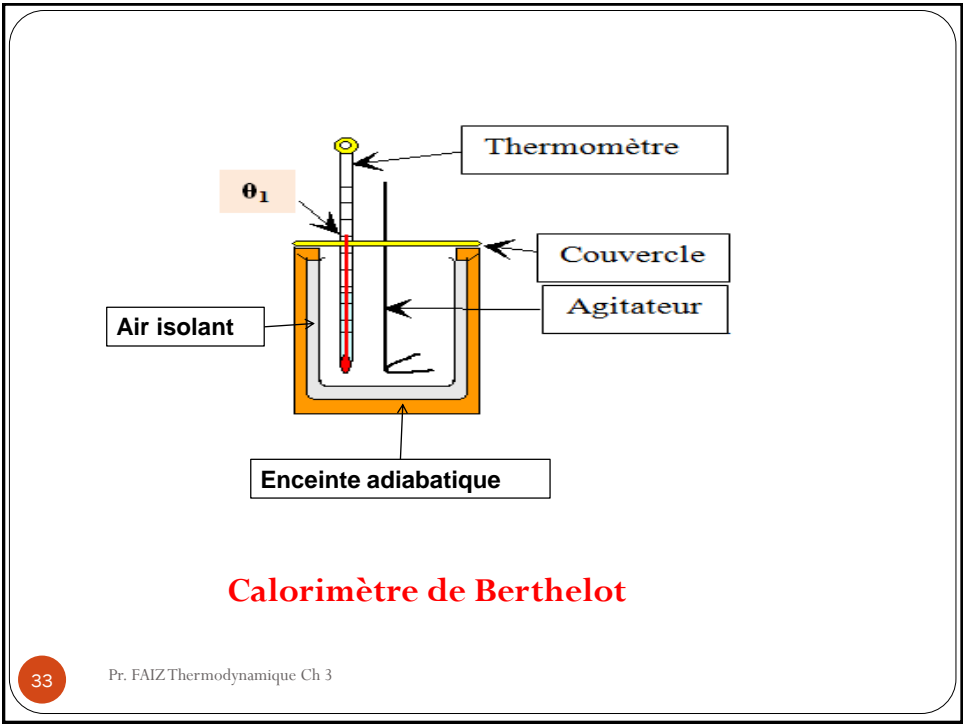 Thermomètre
θ1
Couvercle
Agitateur
Air isolant
Enceinte adiabatique
Calorimètre de Berthelot
33
Pr. FAIZ Thermodynamique Ch 3